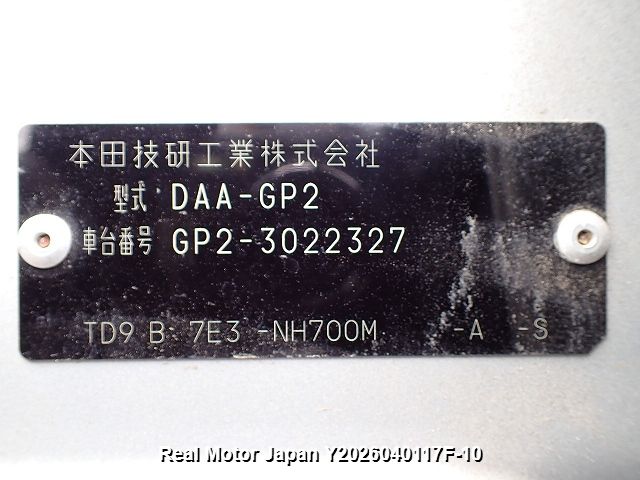 本田技研工業株式会社
型式 DAA-GP2
車台番号 GP2-3022327
TD9 B 7E3 -NH700M -A -S
Real Motor Japan Y2026040117F-10